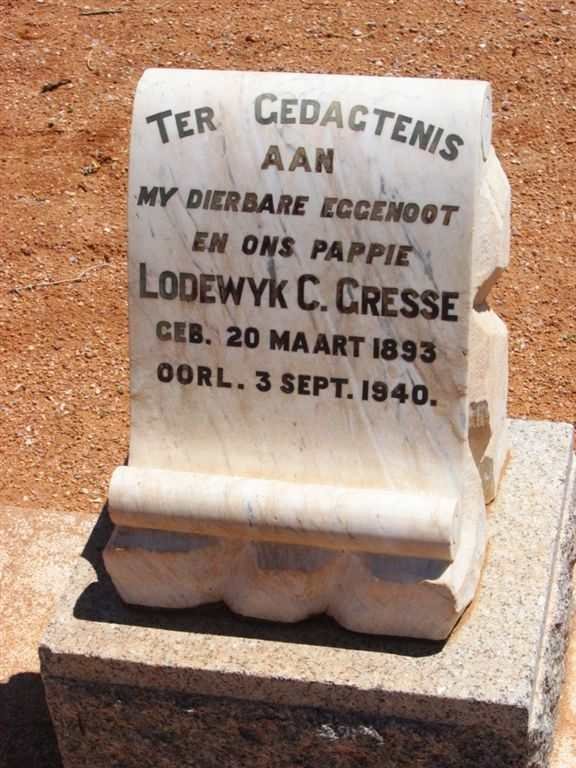 TER GEDAGTENIS
AAN
MY DIERBARE EGGENOOT
EN ONS PAPPIE
LODEWYK C. GRESSE
GEB. 20 MAART 1893
OORL. 3 SEPT. 1940.